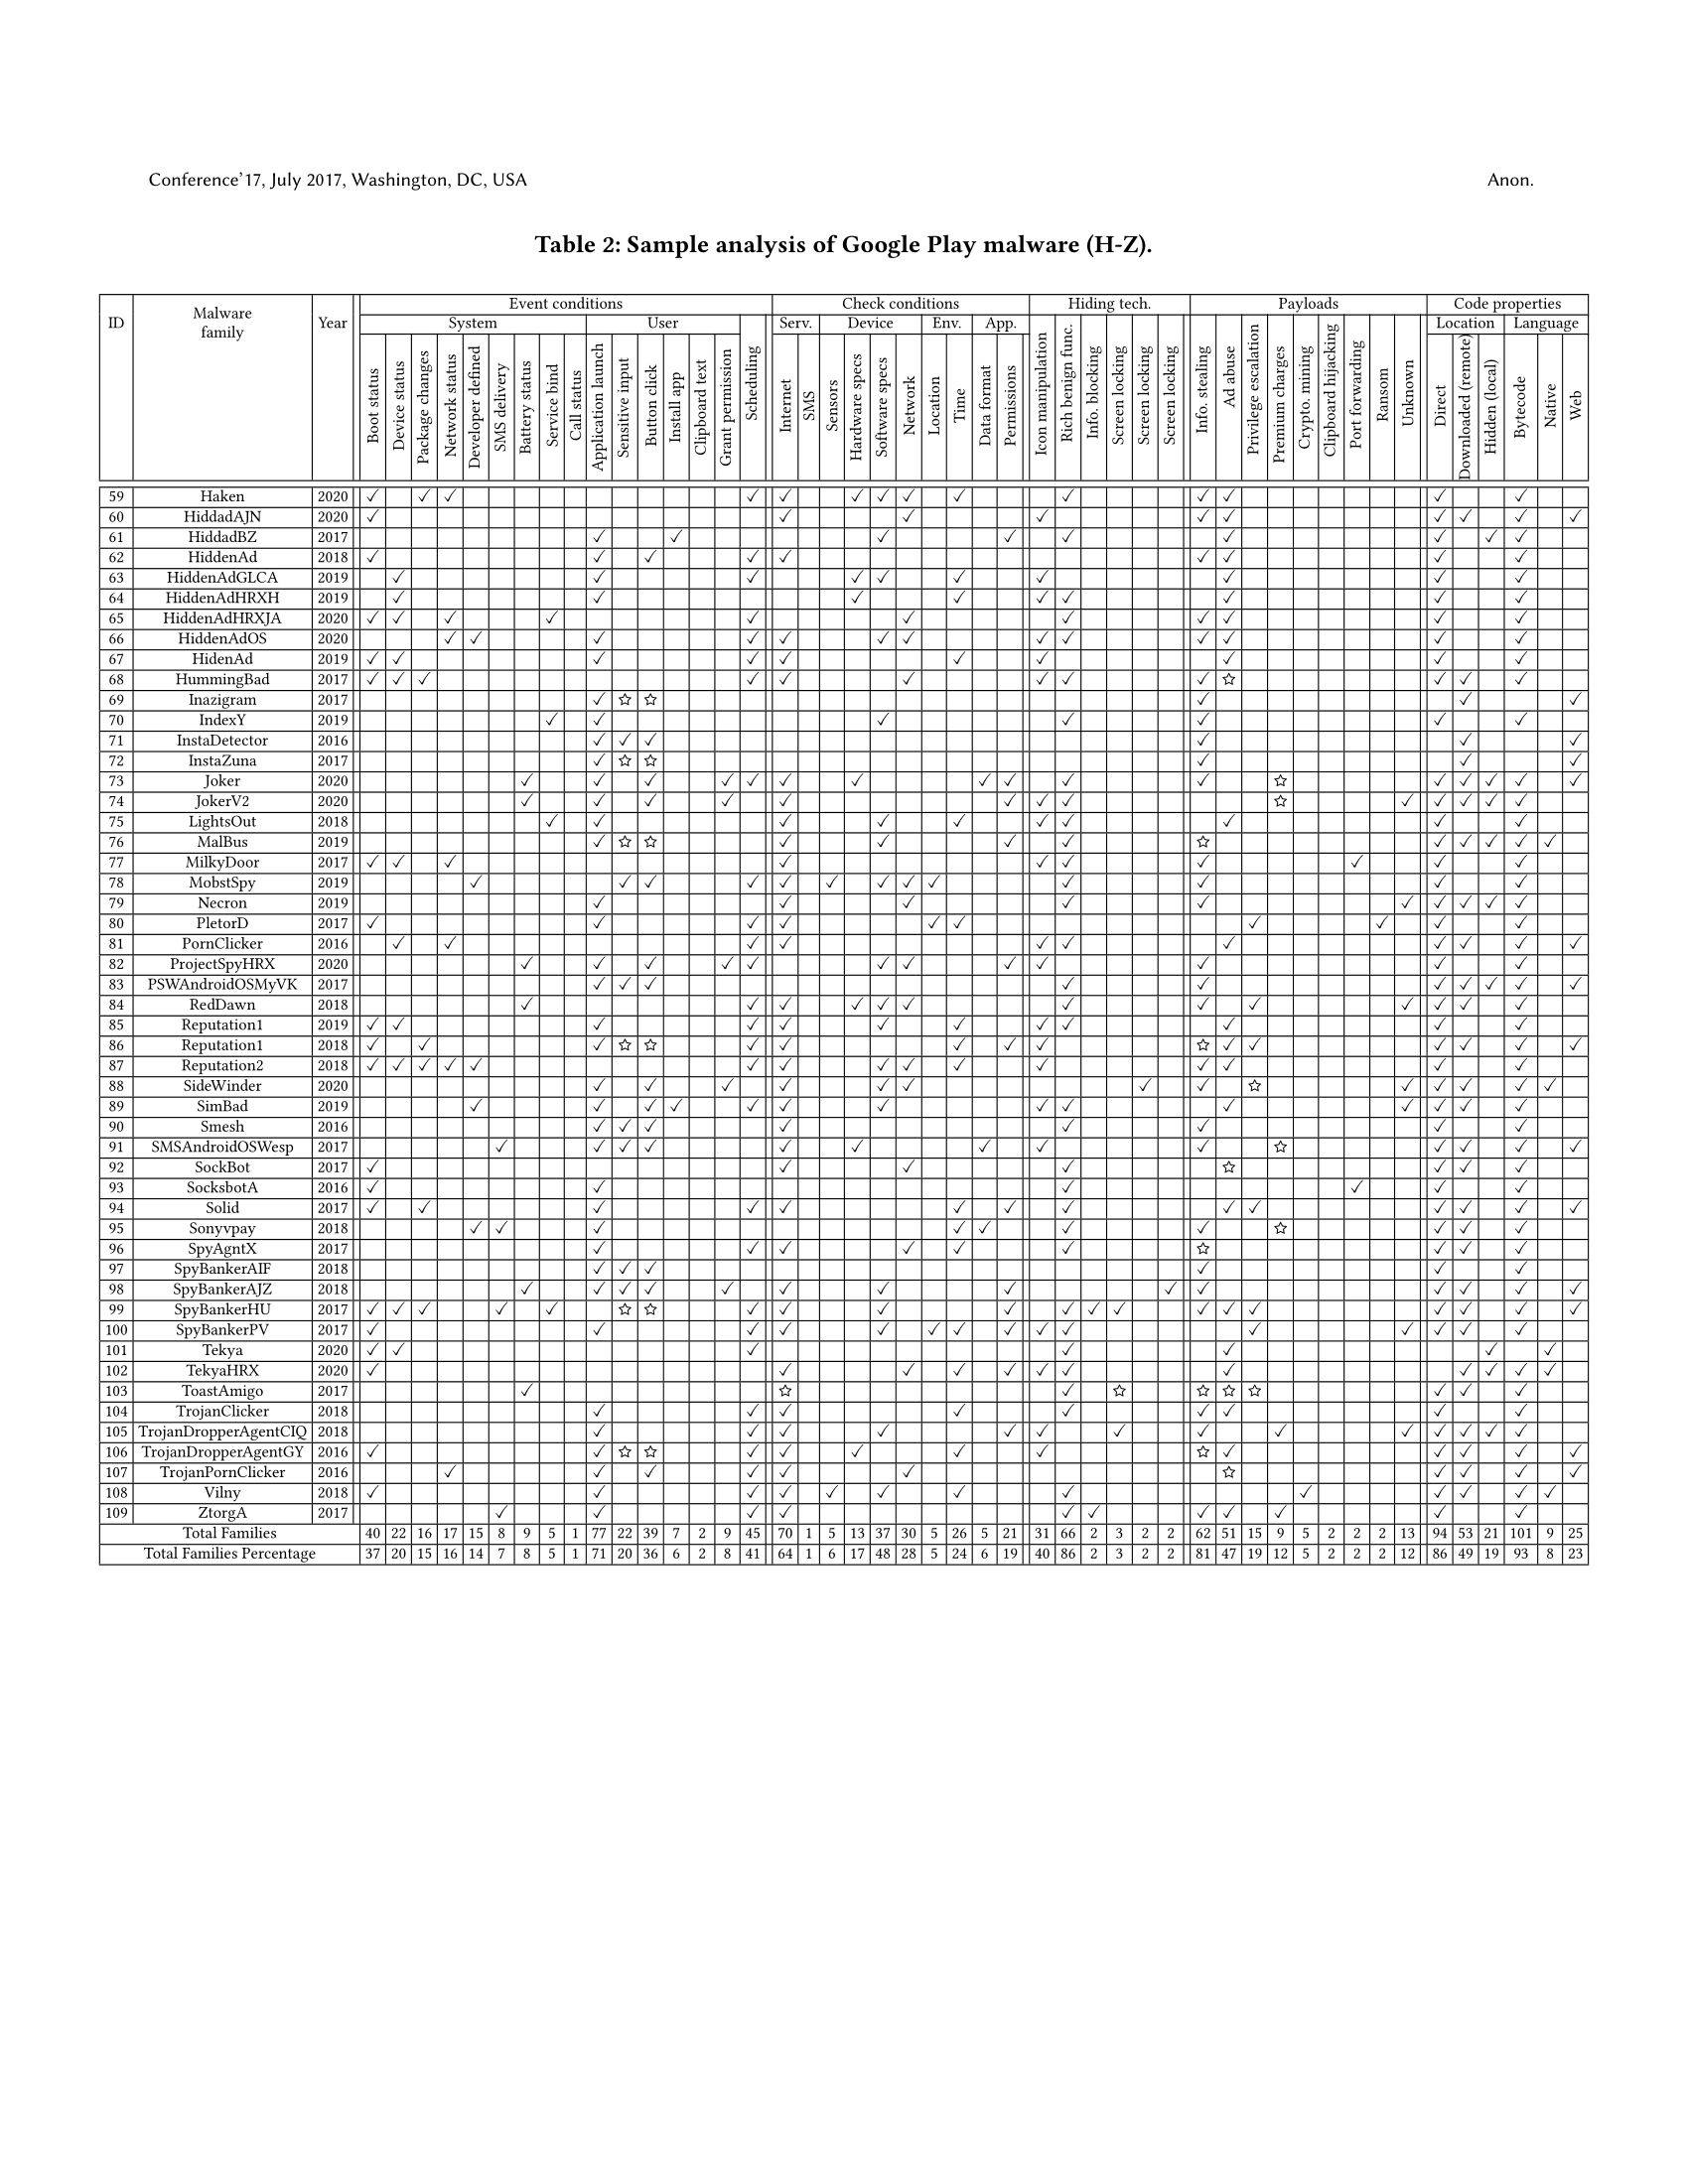 Conference’17, July 2017, Washington, DC, USA Anon.
Table 2: Sample analysis of Google Play malware (H-Z).
Event conditions Check conditions Hiding tech. Payloads Code properties
ID Malware family Year System User Serv. Device Env. App. Location Language
Boot status Device status Package changes Network status Developer defined SMS delivery Battery status Service bind Call status Application launch Sensitive input Button click Install app Clipboard text Grant permission Scheduling Internet SMS Sensors Hardware specs Software specs Network Location Time Data format Permissions Icon manipulation Rich benign func. Info. blocking Screen locking Screen locking Screen locking Info. stealing Ad abuse Privilege escalation Premium charges Crypto. mining Clipboard hijacking Port forwarding Ransom Unknown Direct Downloaded (remote) Hidden (local) Bytecode Native Web
59 Haken 2020 ✓ ✓ ✓ ✓ ✓ ✓ ✓ ✓ ✓ ✓ ✓ ✓ ✓ ✓
60 HiddadAJN 2020 ✓ ✓ ✓ ✓ ✓ ✓ ✓ ✓ ✓ ✓
61 HiddadBZ 2017 ✓ ✓ ✓ ✓ ✓ ✓ ✓ ✓ ✓
62 HiddenAd 2018 ✓ ✓ ✓ ✓ ✓ ✓ ✓ ✓ ✓
63 HiddenAdGLCA 2019 ✓ ✓ ✓ ✓ ✓ ✓ ✓ ✓ ✓ ✓
64 HiddenAdHRXH 2019 ✓ ✓ ✓ ✓ ✓ ✓ ✓ ✓ ✓
65 HiddenAdHRXJA 2020 ✓ ✓ ✓ ✓ ✓ ✓ ✓ ✓ ✓ ✓ ✓
66 HiddenAdOS 2020 ✓ ✓ ✓ ✓ ✓ ✓ ✓ ✓ ✓ ✓ ✓ ✓ ✓
67 HidenAd 2019 ✓ ✓ ✓ ✓ ✓ ✓ ✓ ✓ ✓ ✓
68 HummingBad 2017 ✓ ✓ ✓ ✓ ✓ ✓ ✓ ✓ ✓ ☆ ✓ ✓ ✓
69 Inazigram 2017 ✓ ☆ ☆ ✓ ✓ ✓
70 IndexY 2019 ✓ ✓ ✓ ✓ ✓ ✓ ✓
71 InstaDetector 2016 ✓ ✓ ✓ ✓ ✓ ✓
72 InstaZuna 2017 ✓ ☆ ☆ ✓ ✓ ✓
73 Joker 2020 ✓ ✓ ✓ ✓ ✓ ✓ ✓ ✓ ✓ ✓ ✓ ☆ ✓ ✓ ✓ ✓ ✓
74 JokerV2 2020 ✓ ✓ ✓ ✓ ✓ ✓ ✓ ✓ ☆ ✓ ✓ ✓ ✓ ✓
75 LightsOut 2018 ✓ ✓ ✓ ✓ ✓ ✓ ✓ ✓ ✓ ✓
76 MalBus 2019 ✓ ☆ ☆ ✓ ✓ ✓ ✓ ☆ ✓ ✓ ✓ ✓ ✓
77 MilkyDoor 2017 ✓ ✓ ✓ ✓ ✓ ✓ ✓ ✓ ✓ ✓
78 MobstSpy 2019 ✓ ✓ ✓ ✓ ✓ ✓ ✓ ✓ ✓ ✓ ✓ ✓ ✓
79 Necron 2019 ✓ ✓ ✓ ✓ ✓ ✓ ✓ ✓ ✓ ✓
80 PletorD 2017 ✓ ✓ ✓ ✓ ✓ ✓ ✓ ✓ ✓ ✓
81 PornClicker 2016 ✓ ✓ ✓ ✓ ✓ ✓ ✓ ✓ ✓ ✓ ✓
82 ProjectSpyHRX 2020 ✓ ✓ ✓ ✓ ✓ ✓ ✓ ✓ ✓ ✓ ✓ ✓
83 PSWAndroidOSMyVK 2017 ✓ ✓ ✓ ✓ ✓ ✓ ✓ ✓ ✓ ✓
84 RedDawn 2018 ✓ ✓ ✓ ✓ ✓ ✓ ✓ ✓ ✓ ✓ ✓ ✓ ✓
85 Reputation1 2019 ✓ ✓ ✓ ✓ ✓ ✓ ✓ ✓ ✓ ✓ ✓ ✓
86 Reputation1 2018 ✓ ✓ ✓ ☆ ☆ ✓ ✓ ✓ ✓ ✓ ☆ ✓ ✓ ✓ ✓ ✓ ✓
87 Reputation2 2018 ✓ ✓ ✓ ✓ ✓ ✓ ✓ ✓ ✓ ✓ ✓ ✓ ✓ ✓ ✓
88 SideWinder 2020 ✓ ✓ ✓ ✓ ✓ ✓ ✓ ✓ ☆ ✓ ✓ ✓ ✓ ✓
89 SimBad 2019 ✓ ✓ ✓ ✓ ✓ ✓ ✓ ✓ ✓ ✓ ✓ ✓ ✓ ✓
90 Smesh 2016 ✓ ✓ ✓ ✓ ✓ ✓ ✓ ✓
91 SMSAndroidOSWesp 2017 ✓ ✓ ✓ ✓ ✓ ✓ ✓ ✓ ✓ ☆ ✓ ✓ ✓ ✓
92 SockBot 2017 ✓ ✓ ✓ ✓ ☆ ✓ ✓ ✓
93 SocksbotA 2016 ✓ ✓ ✓ ✓ ✓ ✓
94 Solid 2017 ✓ ✓ ✓ ✓ ✓ ✓ ✓ ✓ ✓ ✓ ✓ ✓ ✓ ✓
95 Sonyvpay 2018 ✓ ✓ ✓ ✓ ✓ ✓ ✓ ☆ ✓ ✓ ✓
96 SpyAgntX 2017 ✓ ✓ ✓ ✓ ✓ ✓ ☆ ✓ ✓ ✓
97 SpyBankerAIF 2018 ✓ ✓ ✓ ✓ ✓ ✓
98 SpyBankerAJZ 2018 ✓ ✓ ✓ ✓ ✓ ✓ ✓ ✓ ✓ ✓ ✓ ✓ ✓ ✓
99 SpyBankerHU 2017 ✓ ✓ ✓ ✓ ✓ ☆ ☆ ✓ ✓ ✓ ✓ ✓ ✓ ✓ ✓ ✓ ✓ ✓ ✓ ✓ ✓
100 SpyBankerPV 2017 ✓ ✓ ✓ ✓ ✓ ✓ ✓ ✓ ✓ ✓ ✓ ✓ ✓ ✓ ✓
101 Tekya 2020 ✓ ✓ ✓ ✓ ✓ ✓ ✓
102 TekyaHRX 2020 ✓ ✓ ✓ ✓ ✓ ✓ ✓ ✓ ✓ ✓ ✓ ✓
103 ToastAmigo 2017 ✓ ☆ ✓ ☆ ☆ ☆ ☆ ✓ ✓ ✓
104 TrojanClicker 2018 ✓ ✓ ✓ ✓ ✓ ✓ ✓ ✓ ✓
105 TrojanDropperAgentCIQ 2018 ✓ ✓ ✓ ✓ ✓ ✓ ✓ ✓ ✓ ✓ ✓ ✓ ✓ ✓
106 TrojanDropperAgentGY 2016 ✓ ✓ ☆ ☆ ✓ ✓ ✓ ✓ ✓ ☆ ✓ ✓ ✓ ✓ ✓
107 TrojanPornClicker 2016 ✓ ✓ ✓ ✓ ✓ ✓ ☆ ✓ ✓ ✓ ✓
108 Vilny 2018 ✓ ✓ ✓ ✓ ✓ ✓ ✓ ✓ ✓ ✓ ✓ ✓ ✓
109 ZtorgA 2017 ✓ ✓ ✓ ✓ ✓ ✓ ✓ ✓ ✓ ✓ ✓
Total Families 40 22 16 17 15 8 9 5 1 77 22 39 7 2 9 45 70 1 5 13 37 30 5 26 5 21 31 66 2 3 2 2 62 51 15 9 5 2 2 2 13 94 53 21 101 9 25
Total Families Percentage 37 20 15 16 14 7 8 5 1 71 20 36 6 2 8 41 64 1 6 17 48 28 5 24 6 19 40 86 2 3 2 2 81 47 19 12 5 2 2 2 12 86 49 19 93 8 23